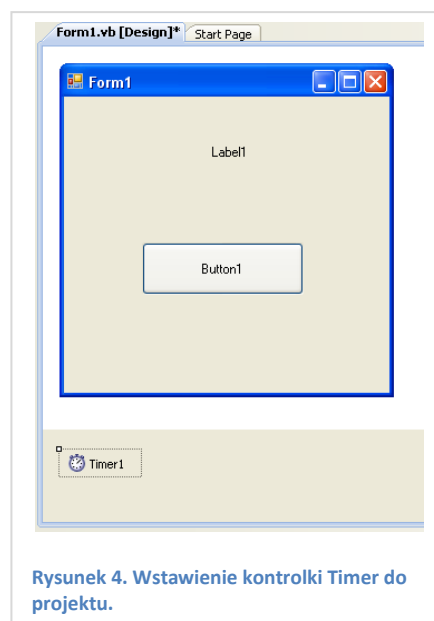 Form1.vb [Design]* Start Page
Form1
Label1
Button1
Timer1
Rysunek 4. Wstawienie kontrolki Timer do
projektu.